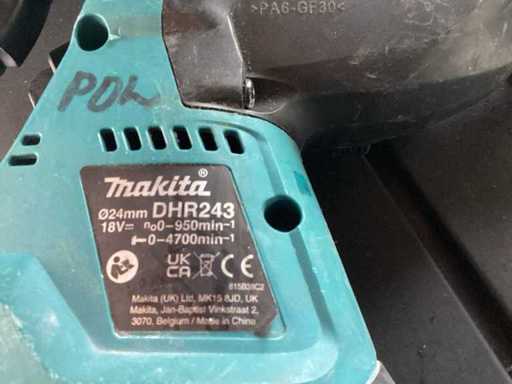 >PA6-GF30<
POL
makita®
Ø24mm DHR243
18V⎓ n₀0-950min⁻¹
0-4700min⁻¹
UK
CA CE
815B31C2
Makita (UK) Ltd, MK15 8JD, UK
Makita, Jan-Baptist Vinkstraat 2,
3070, Belgium / Made in China